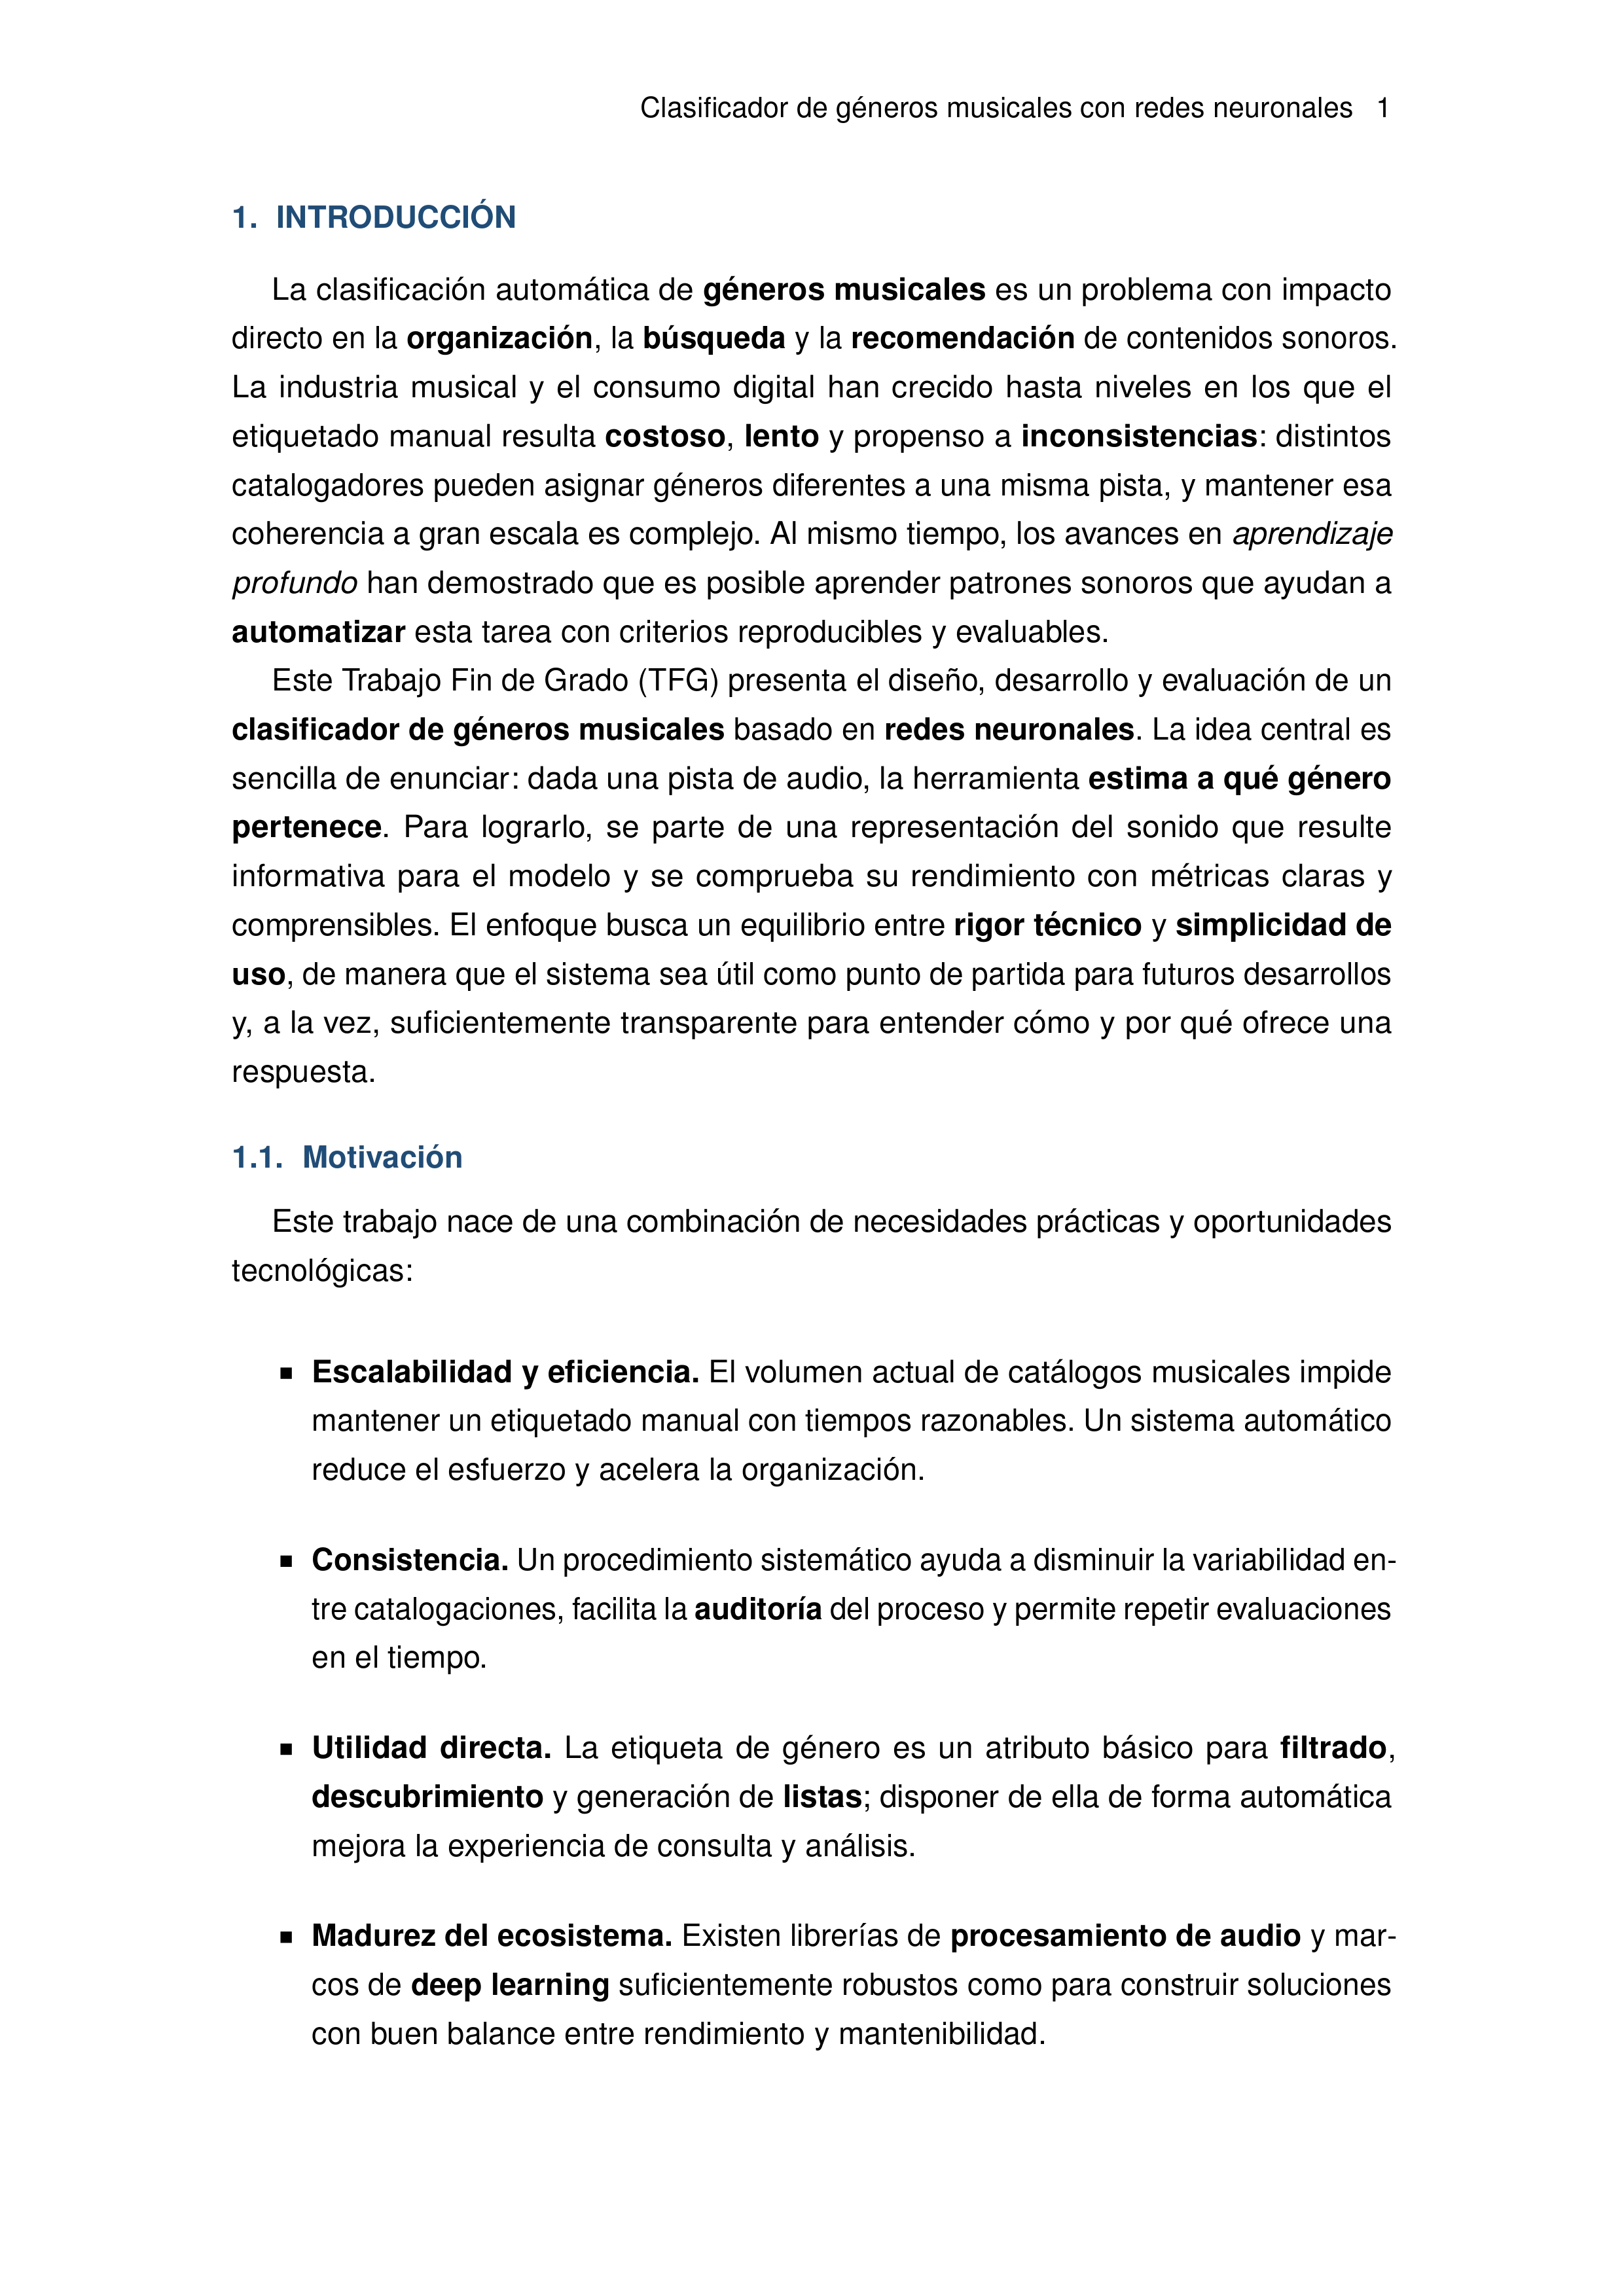 Clasificador de géneros musicales con redes neuronales 1
1. INTRODUCCIÓN
La clasificación automática de géneros musicales es un problema con impacto
directo en la organización, la búsqueda y la recomendación de contenidos sonoros.
La industria musical y el consumo digital han crecido hasta niveles en los que el
etiquetado manual resulta costoso, lento y propenso a inconsistencias: distintos
catalogadores pueden asignar géneros diferentes a una misma pista, y mantener esa
coherencia a gran escala es complejo. Al mismo tiempo, los avances en aprendizaje
profundo han demostrado que es posible aprender patrones sonoros que ayudan a
automatizar esta tarea con criterios reproducibles y evaluables.
Este Trabajo Fin de Grado (TFG) presenta el diseño, desarrollo y evaluación de un
clasificador de géneros musicales basado en redes neuronales. La idea central es
sencilla de enunciar: dada una pista de audio, la herramienta estima a qué género
pertenece. Para lograrlo, se parte de una representación del sonido que resulte
informativa para el modelo y se comprueba su rendimiento con métricas claras y
comprensibles. El enfoque busca un equilibrio entre rigor técnico y simplicidad de
uso, de manera que el sistema sea útil como punto de partida para futuros desarrollos
y, a la vez, suficientemente transparente para entender cómo y por qué ofrece una
respuesta.
1.1. Motivación
Este trabajo nace de una combinación de necesidades prácticas y oportunidades
tecnológicas:
▪ Escalabilidad y eficiencia. El volumen actual de catálogos musicales impide
mantener un etiquetado manual con tiempos razonables. Un sistema automático
reduce el esfuerzo y acelera la organización.
▪ Consistencia. Un procedimiento sistemático ayuda a disminuir la variabilidad en-
tre catalogaciones, facilita la auditoría del proceso y permite repetir evaluaciones
en el tiempo.
▪ Utilidad directa. La etiqueta de género es un atributo básico para filtrado,
descubrimiento y generación de listas; disponer de ella de forma automática
mejora la experiencia de consulta y análisis.
▪ Madurez del ecosistema. Existen librerías de procesamiento de audio y mar-
cos de deep learning suficientemente robustos como para construir soluciones
con buen balance entre rendimiento y mantenibilidad.